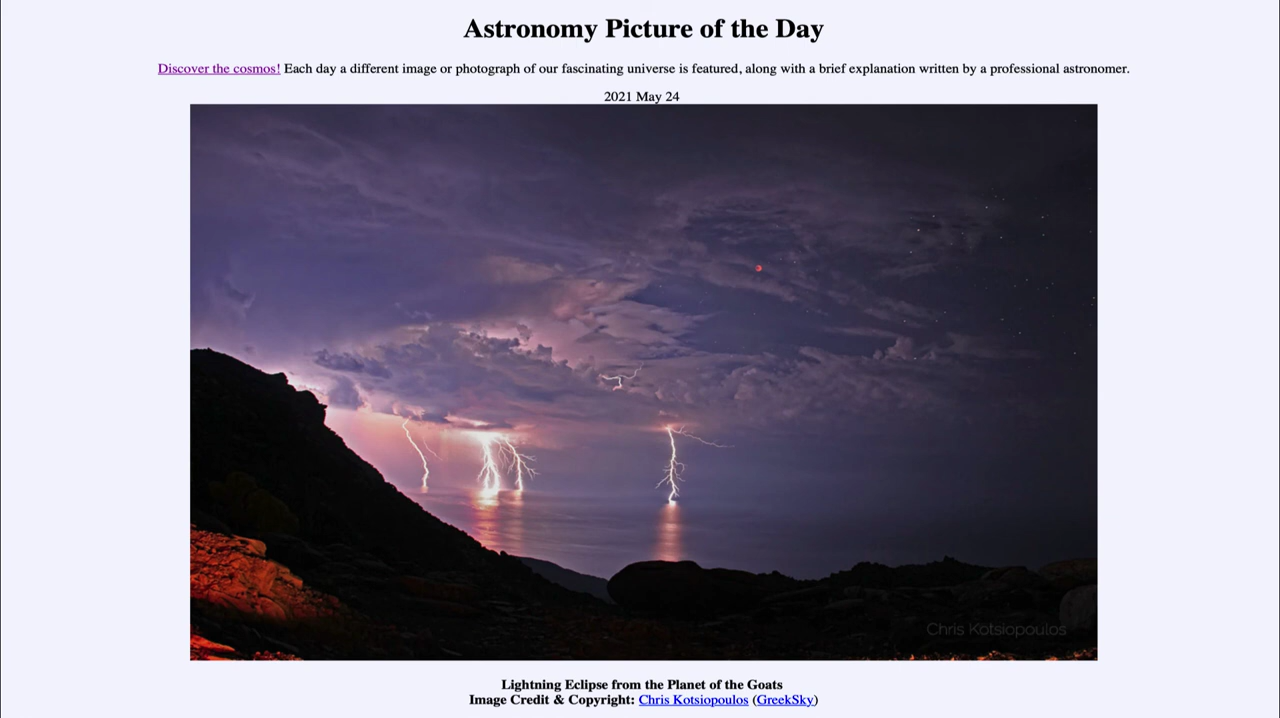 Astronomy Picture of the Day
Discover the cosmos! Each day a different image or photograph of our fascinating universe is featured, along with a brief explanation written by a professional astronomer.
2021 May 24
Chris Kotsiopoulos
Lightning Eclipse from the Planet of the Goats
Image Credit & Copyright: Chris Kotsiopoulos (GreekSky)